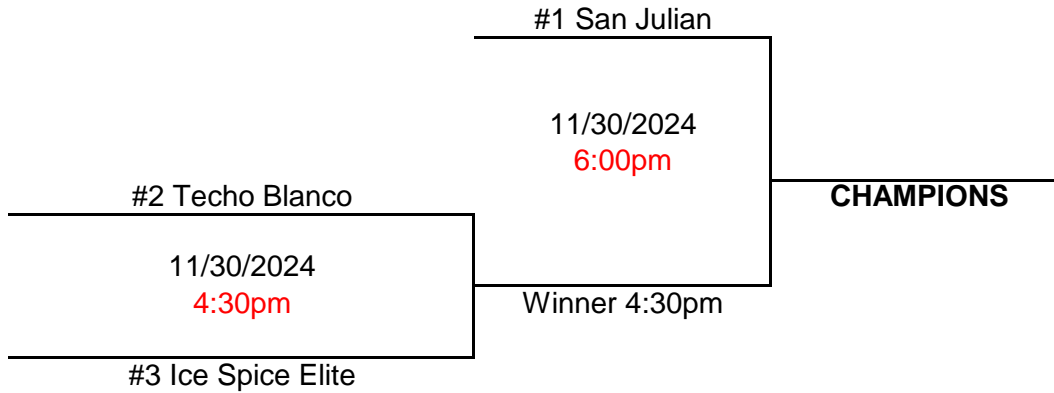 #1 San Julian
11/30/2024
6:00pm
#2 Techo Blanco
CHAMPIONS
11/30/2024
4:30pm
Winner 4:30pm
#3 Ice Spice Elite